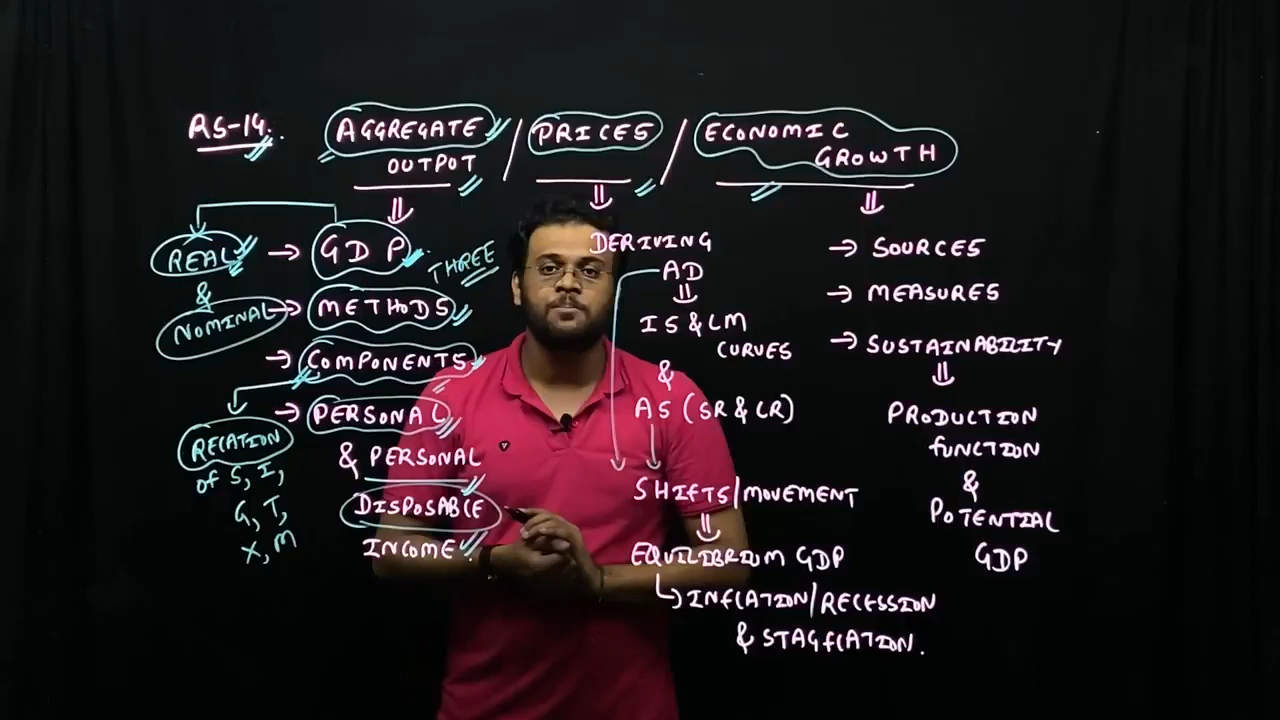 RS-14.
AGGREGATE
OUTPOT
/ PRICES /
ECONOMIC
GROWTH
REAL
&
NOMINAL
→ GDP
THREE
→ METHODS
→ COMPONENTS
RELATION
of S, I,
G, T,
X, M
→ PERSONAL
& PERSONAL
DISPOSABLE
INCOME
DERIVING
AD
IS & LM
CURVES
&
AS (SR & LR)
SHIFTS/MOVEMENT
EQUILIBRIUM GDP
INFLATION/RECESSION
& STAGFLATION.
→ SOURCES
→ MEASURES
→ SUSTAINABILITY
PRODUCTION
FUNCTION
&
POTENTIAL
GDP